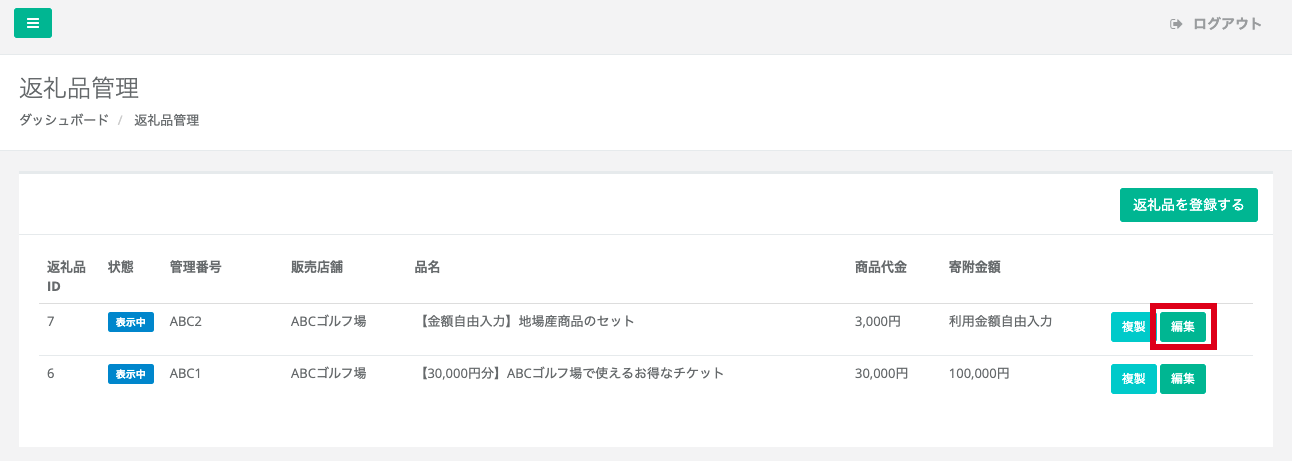 ログアウト
返礼品管理
ダッシュボード / 返礼品管理
返礼品を登録する
返礼品ID 状態 管理番号 販売店舗 品名 商品代金 寄附金額
7 表示中 ABC2 ABCゴルフ場 【金額自由入力】地場産商品のセット 3,000円 利用金額自由入力 複製 編集
6 表示中 ABC1 ABCゴルフ場 【30,000円分】ABCゴルフ場で使えるお得なチケット 30,000円 100,000円 複製 編集